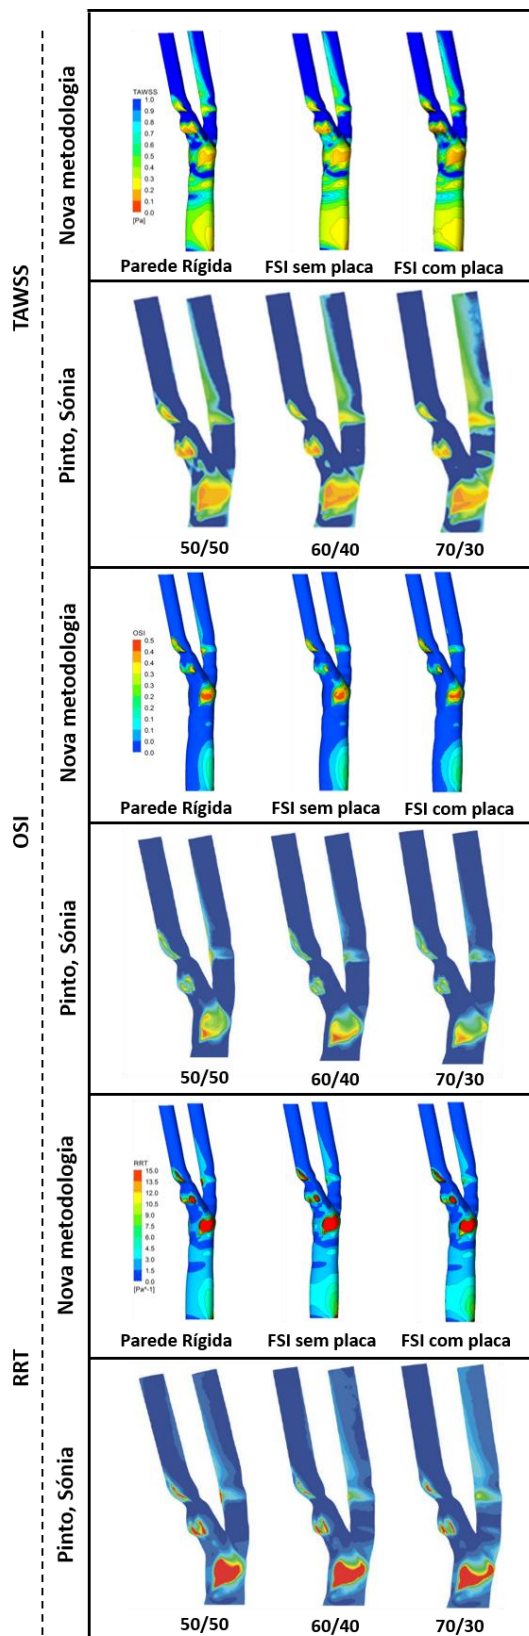 TAWSS
Nova metodologia
TAWSS
1.0
0.9
0.8
0.7
0.6
0.5
0.4
0.3
0.2
0.1
0.0
[Pa]
Parede Rígida FSI sem placa FSI com placa
Pinto, Sónia
50/50 60/40 70/30
OSI
Nova metodologia
OSI
0.5
0.4
0.4
0.3
0.3
0.2
0.2
0.1
0.1
0.0
0.0
Parede Rígida FSI sem placa FSI com placa
Pinto, Sónia
50/50 60/40 70/30
RRT
Nova metodologia
RRT
15.0
13.5
12.0
10.5
9.0
7.5
6.0
4.5
3.0
1.5
0.0
[Pa^-1]
Parede Rígida FSI sem placa FSI com placa
Pinto, Sónia
50/50 60/40 70/30